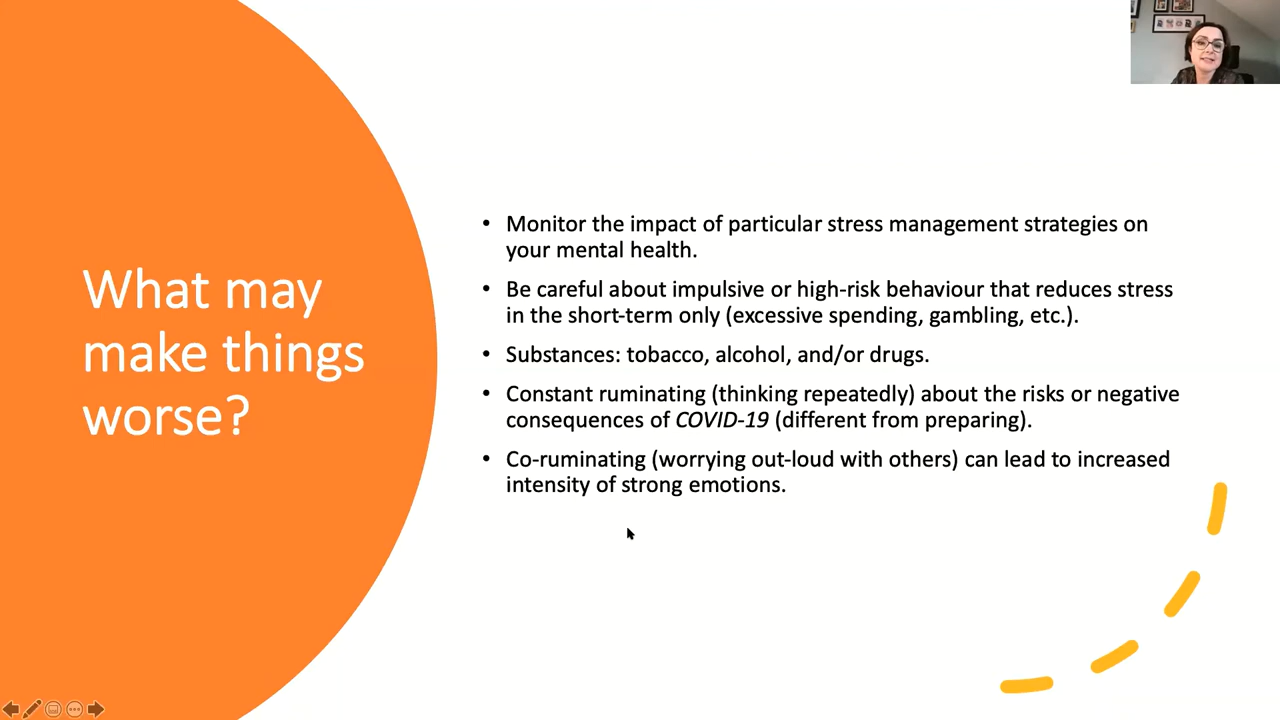 What may
make things
worse?
• Monitor the impact of particular stress management strategies on
your mental health.
• Be careful about impulsive or high-risk behaviour that reduces stress
in the short-term only (excessive spending, gambling, etc.).
• Substances: tobacco, alcohol, and/or drugs.
• Constant ruminating (thinking repeatedly) about the risks or negative
consequences of COVID-19 (different from preparing).
• Co-ruminating (worrying out-loud with others) can lead to increased
intensity of strong emotions.